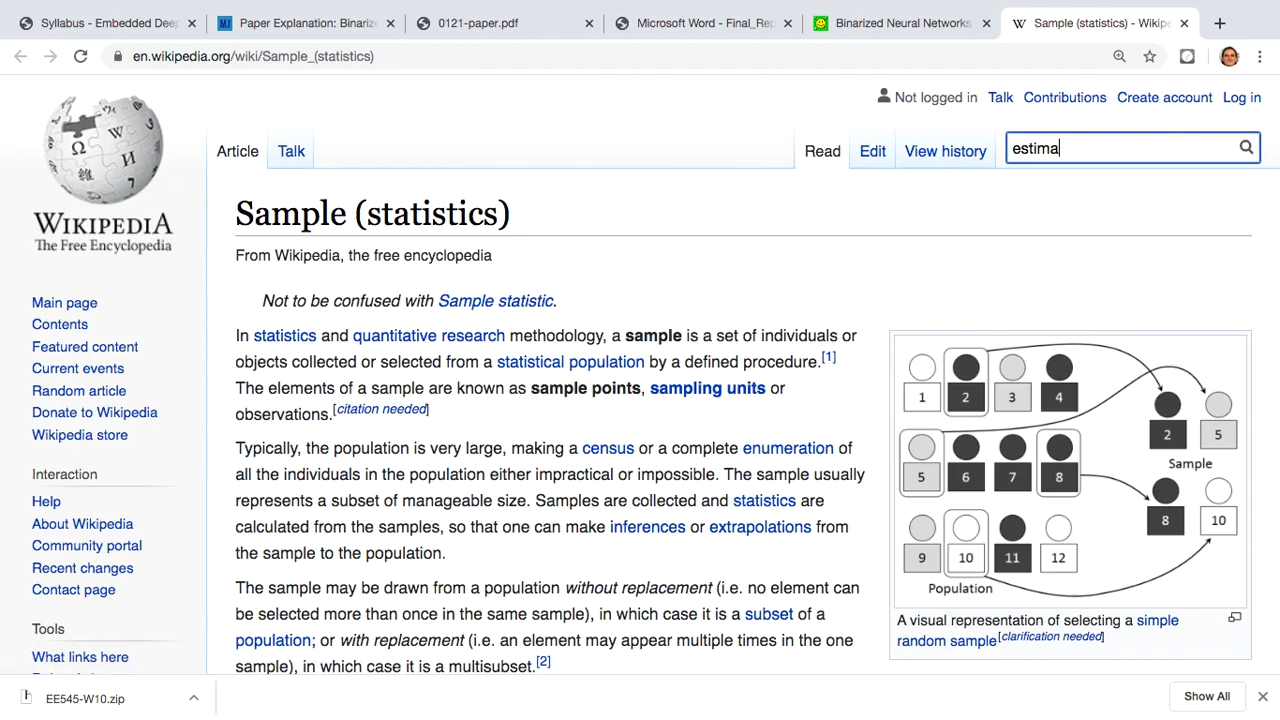 Syllabus - Embedded Deep
Paper Explanation: Binarize
0121-paper.pdf
Microsoft Word - Final_Rep
Binarized Neural Networks
Sample (statistics) - Wikipe
en.wikipedia.org/wiki/Sample_(statistics)
Not logged in Talk Contributions Create account Log in
Article Talk Read Edit View history estima
WIKIPEDIA
The Free Encyclopedia
Main page
Contents
Featured content
Current events
Random article
Donate to Wikipedia
Wikipedia store
Interaction
Help
About Wikipedia
Community portal
Recent changes
Contact page
Tools
What links here
Sample (statistics)
From Wikipedia, the free encyclopedia
Not to be confused with Sample statistic.
In statistics and quantitative research methodology, a sample is a set of individuals or
objects collected or selected from a statistical population by a defined procedure.[1]
The elements of a sample are known as sample points, sampling units or
observations.[citation needed]
Typically, the population is very large, making a census or a complete enumeration of
all the individuals in the population either impractical or impossible. The sample usually
represents a subset of manageable size. Samples are collected and statistics are
calculated from the samples, so that one can make inferences or extrapolations from
the sample to the population.
The sample may be drawn from a population without replacement (i.e. no element can
be selected more than once in the same sample), in which case it is a subset of a
population; or with replacement (i.e. an element may appear multiple times in the one
sample), in which case it is a multisubset.[2]
1 2 3 4
5 6 7 8
9 10 11 12
Population
2 5
Sample
8 10
A visual representation of selecting a simple
random sample[clarification needed]
EE545-W10.zip
Show All